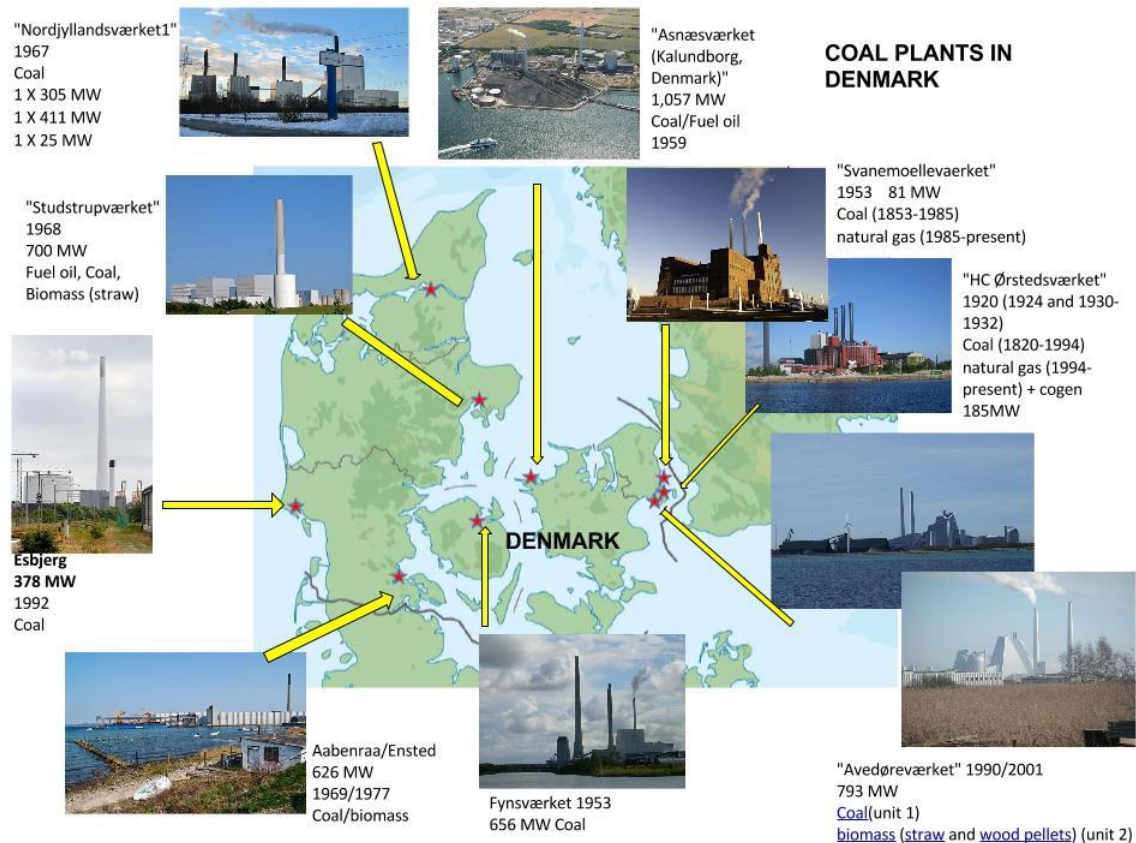 "Nordjyllandsværket1"
1967
Coal
1 X 305 MW
1 X 411 MW
1 X 25 MW
"Asnæsværket
(Kalundborg,
Denmark)"
1,057 MW
Coal/Fuel oil
1959
COAL PLANTS IN
DENMARK
"Studstrupværket"
1968
700 MW
Fuel oil, Coal,
Biomass (straw)
"Svanemoellevaerket"
1953 81 MW
Coal (1853-1985)
natural gas (1985-present)
"HC Ørstedsværket"
1920 (1924 and 1930-
1932)
Coal (1820-1994)
natural gas (1994-
present) + cogen
185MW
DENMARK
Esbjerg
378 MW
1992
Coal
Aabenraa/Ensted
626 MW
1969/1977
Coal/biomass
Fynsværket 1953
656 MW Coal
"Avedøreværket" 1990/2001
793 MW
Coal(unit 1)
biomass (straw and wood pellets) (unit 2)